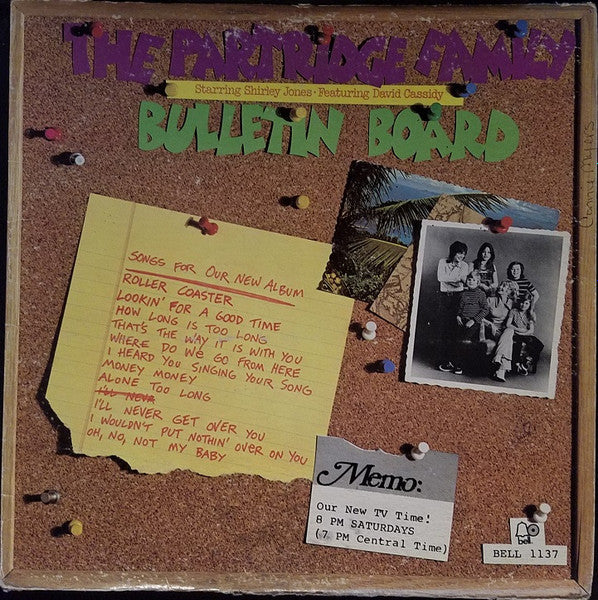 THE PARTRIDGE FAMILY
Starring Shirley Jones · Featuring David Cassidy
BULLETIN BOARD
SONGS FOR OUR NEW ALBUM
ROLLER COASTER
LOOKIN' FOR A GOOD TIME
HOW LONG IS TOO LONG
THAT'S THE WAY IT IS WITH YOU
WHERE DO WE GO FROM HERE
I HEARD YOU SINGING YOUR SONG
MONEY MONEY
ALONE TOO LONG
I'LL NEVR
I'LL NEVER GET OVER YOU
I WOULDN'T PUT NOTHIN' OVER ON YOU
OH, NO, NOT MY BABY
Memo:
Our New TV Time!
8 PM SATURDAYS
(7 PM Central Time)
bell
BELL 1137